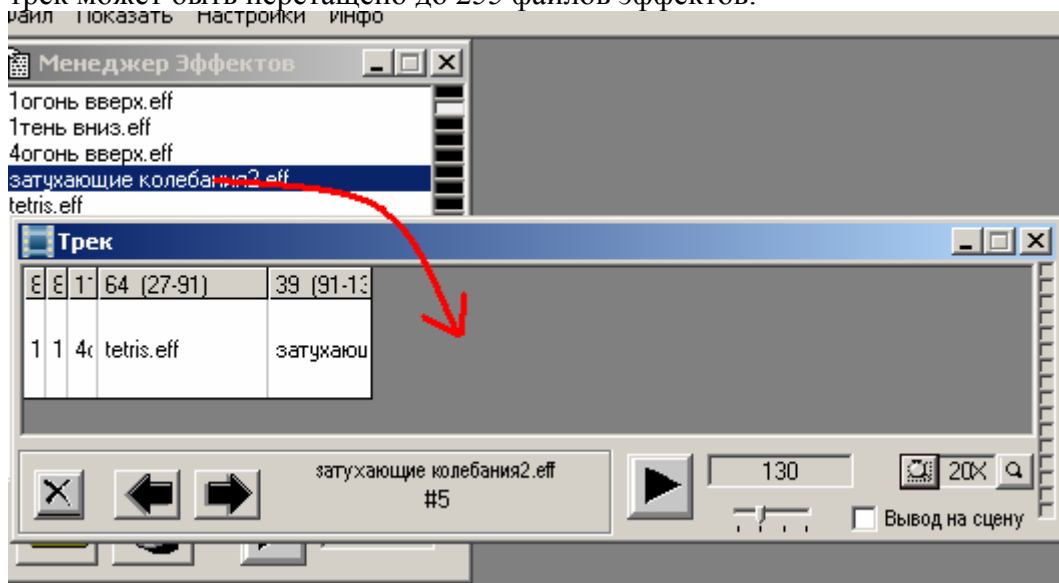 трек может быть перетащено до 255 файлов эффектов.
Файл Показать Настройки Инфо
Менеджер Эффектов
1огонь вверх.eff
1тень вниз.eff
4огонь вверх.eff
затухающие колебания2.eff
tetris.eff
Трек
64 (27-91)
39 (91-13
1 1 4 tetris.eff затухаю
затухающие колебания2.eff
#5
130
20X
Вывод на сцену